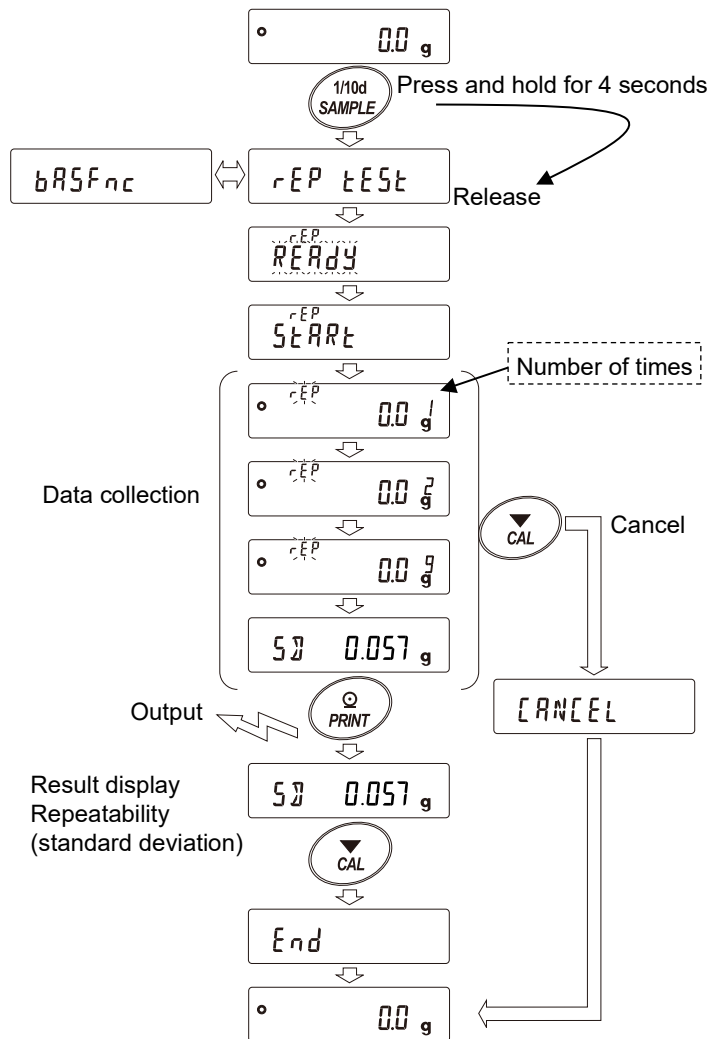 0.0 g
1/10d
SAMPLE
Press and hold for 4 seconds
bASFnc
rEP tESt
Release
rEP
REAdY
rEP
StARt
Number of times
rEP
0.0 g 1
Data collection
rEP
0.0 g 2
CAL
Cancel
rEP
0.0 g 9
SD 0.057 g
Output
PRINT
CANCEL
Result display
Repeatability
(standard deviation)
SD 0.057 g
CAL
End
0.0 g